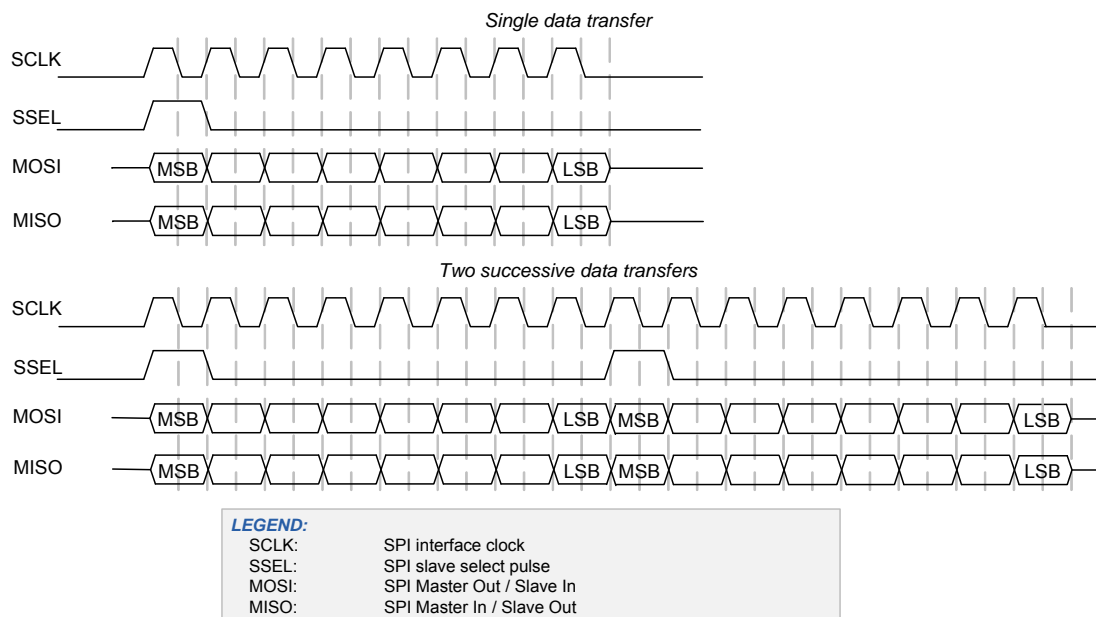 Single data transfer
SCLK
SSEL
MOSI MSB LSB
MISO MSB LSB
Two successive data transfers
SCLK
SSEL
MOSI MSB LSB MSB LSB
MISO MSB LSB MSB LSB
LEGEND:
SCLK: SPI interface clock
SSEL: SPI slave select pulse
MOSI: SPI Master Out / Slave In
MISO: SPI Master In / Slave Out